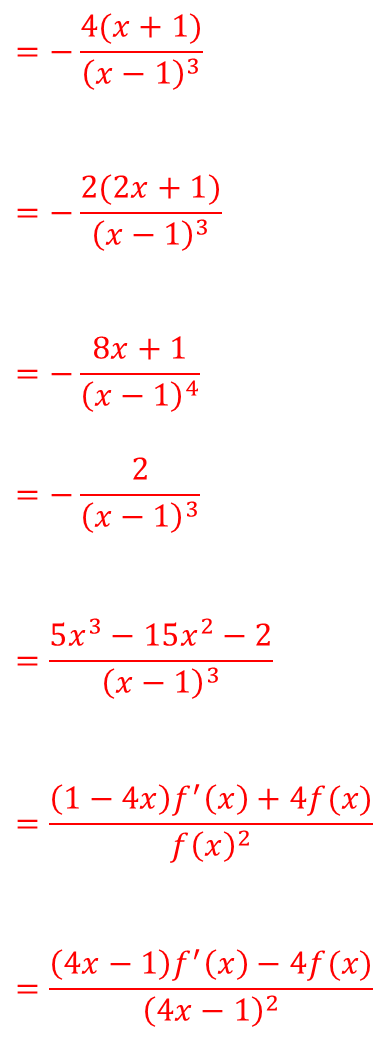 = −4(x + 1)/(x − 1)³
= −2(2x + 1)/(x − 1)³
= −(8x + 1)/(x − 1)⁴
= −2/(x − 1)³
= (5x³ − 15x² − 2)/(x − 1)³
= ((1 − 4x)f′(x) + 4f(x))/f(x)²
= ((4x − 1)f′(x) − 4f(x))/(4x − 1)²